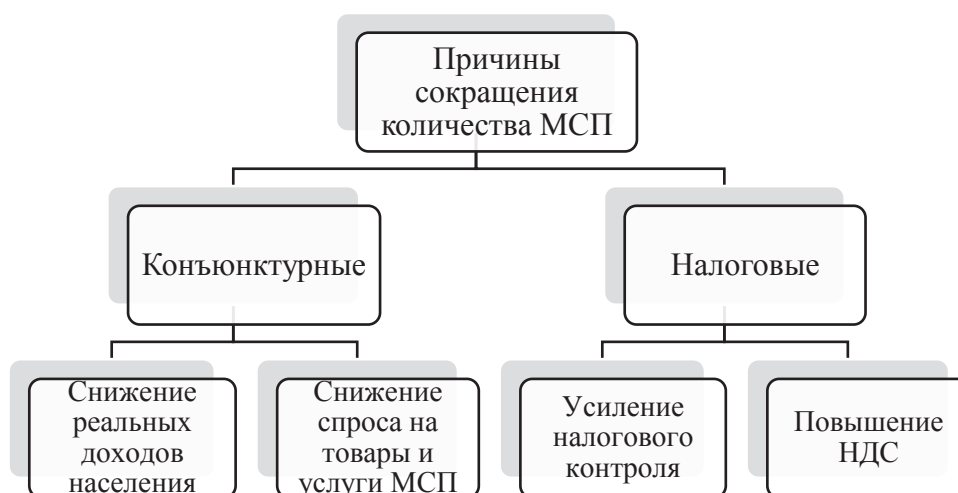 Причины
сокращения
количества МСП
Конъюнктурные
Налоговые
Снижение
реальных
доходов
населения
Снижение
спроса на
товары и
услуги МСП
Усиление
налогового
контроля
Повышение
НДС